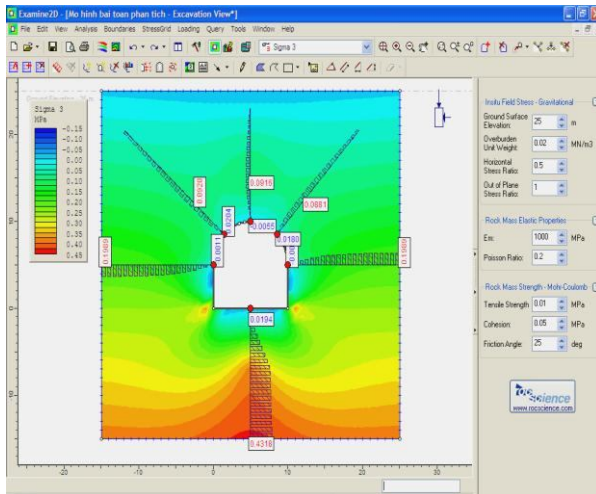 Examine2D - [Mo hinh bai toan phan tich - Excavation View*]
File Edit View Analysis Boundaries StressGrid Loading Query Tools Window Help
Sigma 3
Sigma 3
MPa
-0.15
-0.10
-0.05
0.00
0.05
0.10
0.15
0.20
0.25
0.30
0.35
0.40
0.45
0.0916
0.0920
0.0881
0.0204
0.0055
0.0180
0.0011
0.1909
0.1909
0.0194
0.4316
20
10
0
-10
-20
-10
0
10
20
30
Insitu Field Stress - Gravitational
Ground Surface Elevation: 25 m
Overburden Unit Weight: 0.02 MN/m3
Horizontal Stress Ratio: 0.5
Out of Plane Stress Ratio: 1
Rock Mass Elastic Properties
Em: 1000 MPa
Poisson Ratio: 0.2
Rock Mass Strength - Mohr-Coulomb
Tensile Strength 0.01 MPa
Cohesion: 0.05 MPa
Friction Angle: 25 deg
rocscience
www.rocscience.com